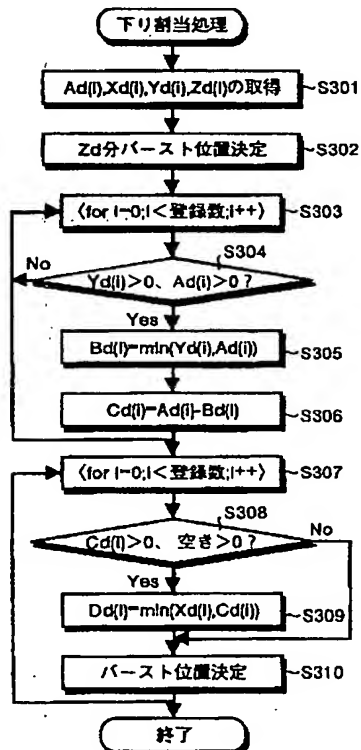 下り割当処理
Ad(i),Xd(i),Yd(i),Zd(i)の取得
S301
Zd分バースト位置決定
S302
〈for i=0;i<登録数;i++〉
S303
S304
No
Yd(i)>0、Ad(i)>0？
Yes
Bd(i)=min(Yd(i),Ad(i))
S305
Cd(i)=Ad(i)-Bd(i)
S306
〈for i=0;i<登録数;i++〉
S307
S308
No
Cd(i)>0、空き>0？
Yes
Dd(i)=min(Xd(i),Cd(i))
S309
バースト位置決定
S310
終了